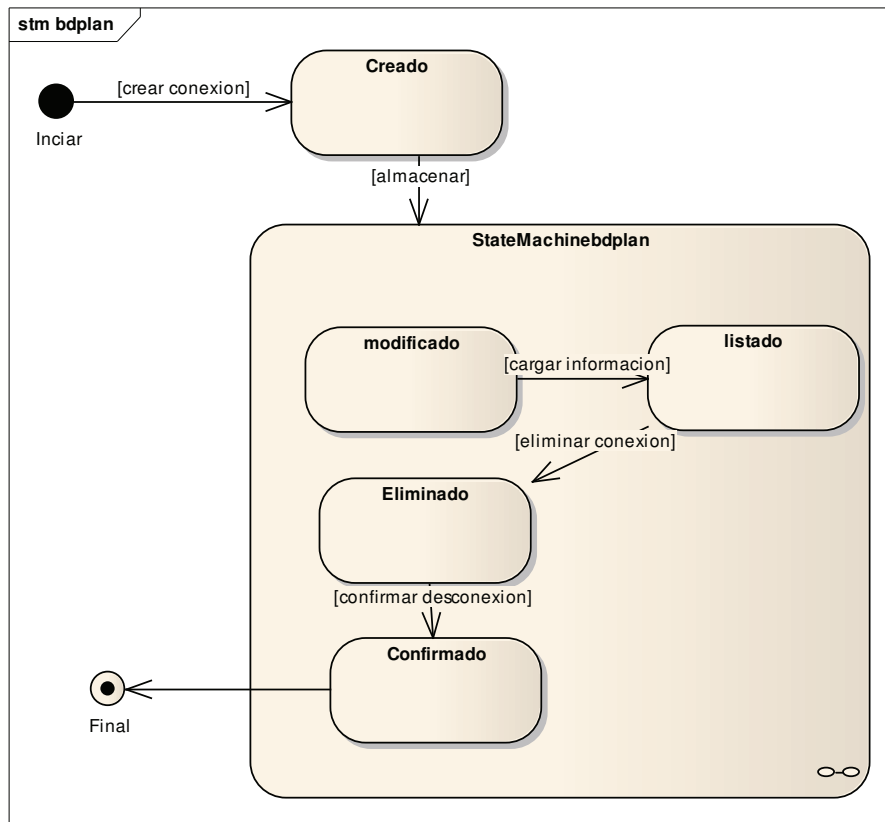 stm bdplan
Creado
[crear conexion]
Inciar
[almacenar]
StateMachinebdplan
modificado
listado
[cargar informacion]
[eliminar conexion]
Eliminado
[confirmar desconexion]
Confirmado
Final